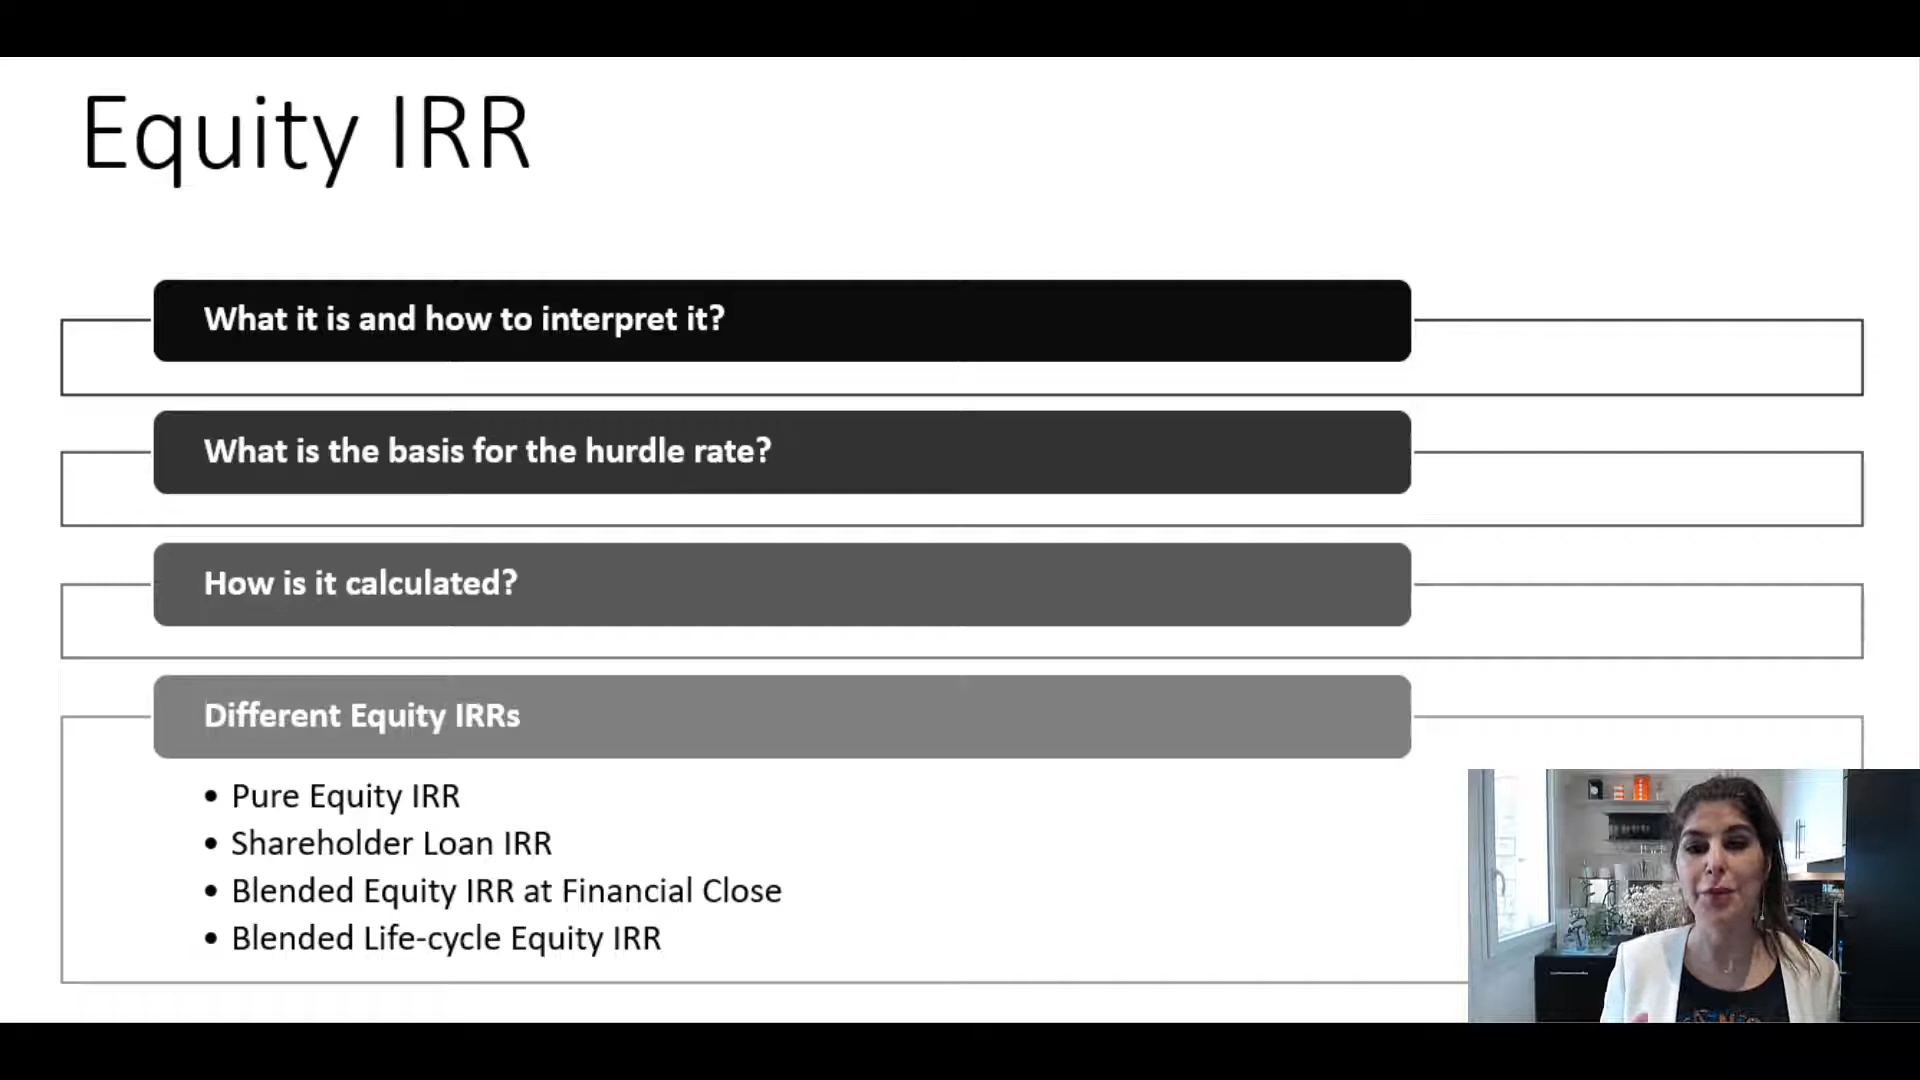 Equity IRR
What it is and how to interpret it?
What is the basis for the hurdle rate?
How is it calculated?
Different Equity IRRs
• Pure Equity IRR
• Shareholder Loan IRR
• Blended Equity IRR at Financial Close
• Blended Life-cycle Equity IRR